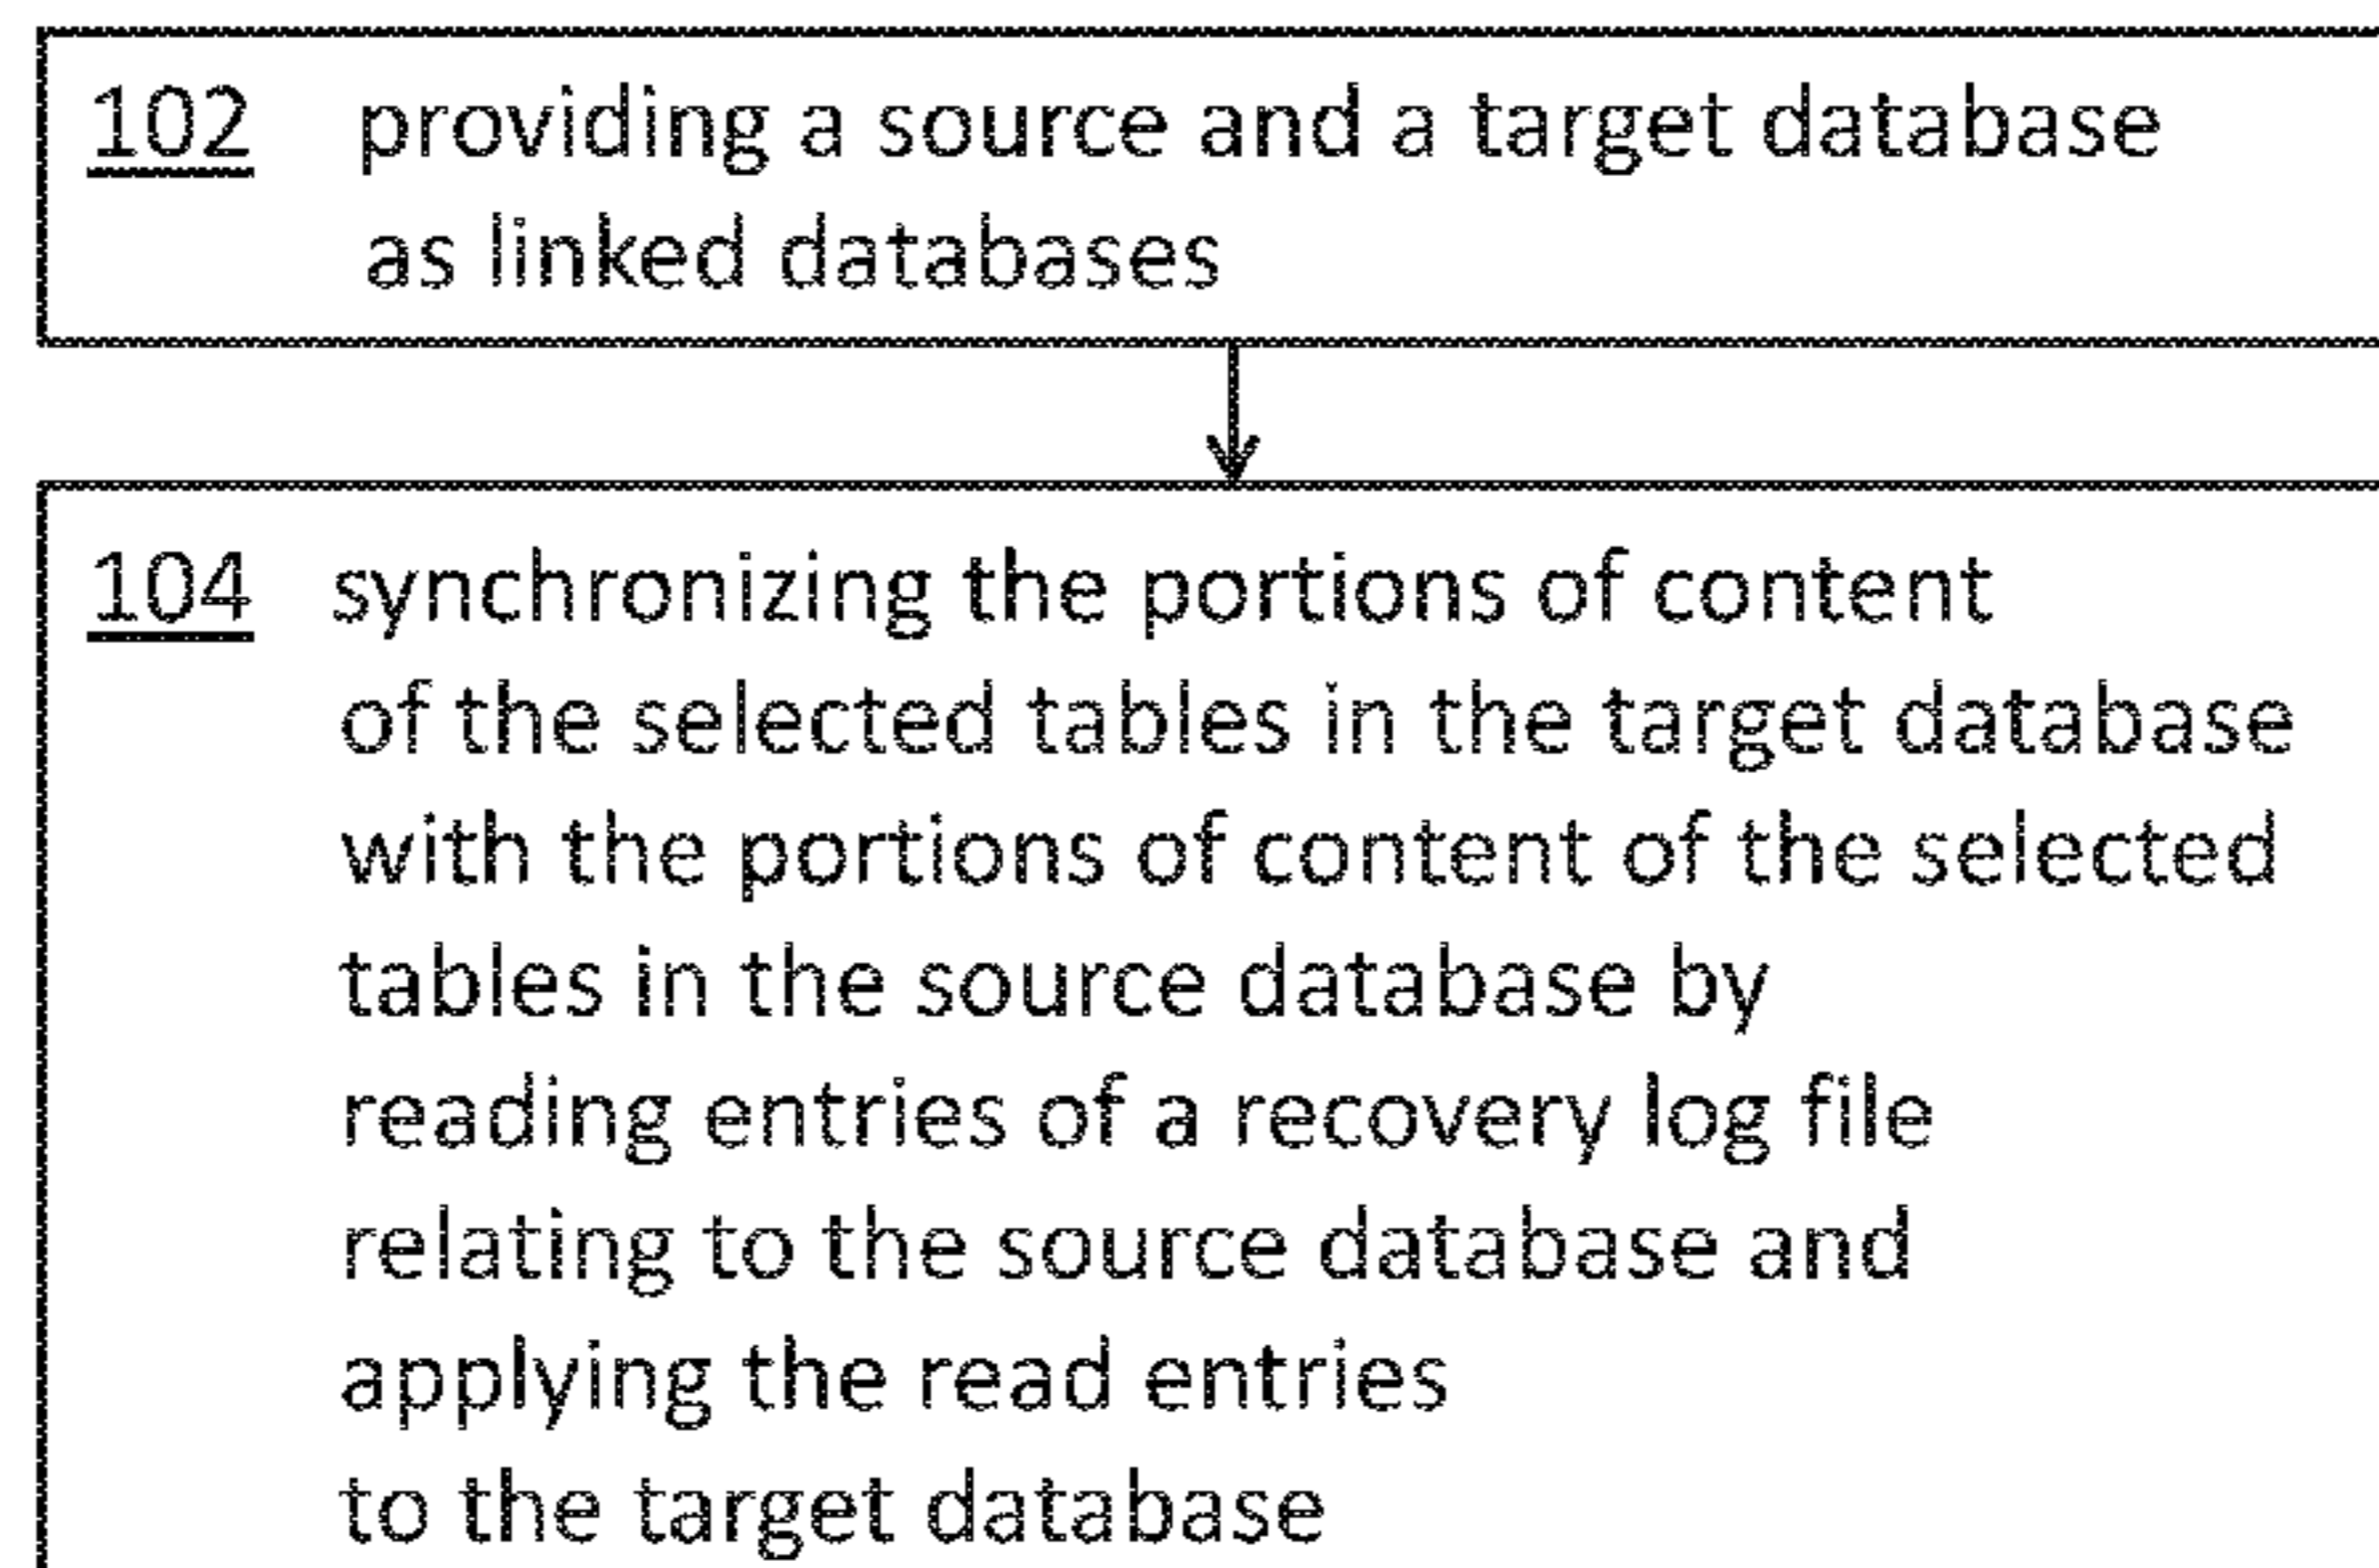 102 providing a source and a target database
as linked databases
104 synchronizing the portions of content
of the selected tables in the target database
with the portions of content of the selected
tables in the source database by
reading entries of a recovery log file
relating to the source database and
applying the read entries
to the target database